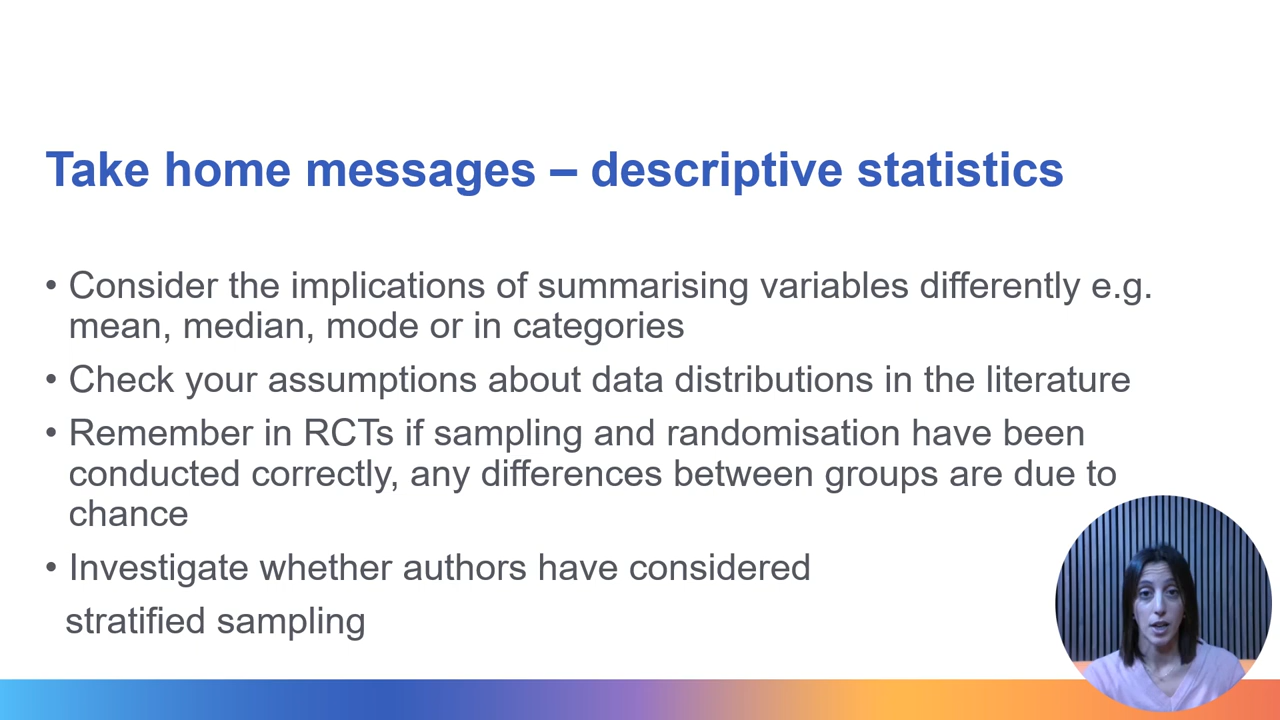 Take home messages – descriptive statistics
• Consider the implications of summarising variables differently e.g.
mean, median, mode or in categories
• Check your assumptions about data distributions in the literature
• Remember in RCTs if sampling and randomisation have been
conducted correctly, any differences between groups are due to
chance
• Investigate whether authors have considered
stratified sampling